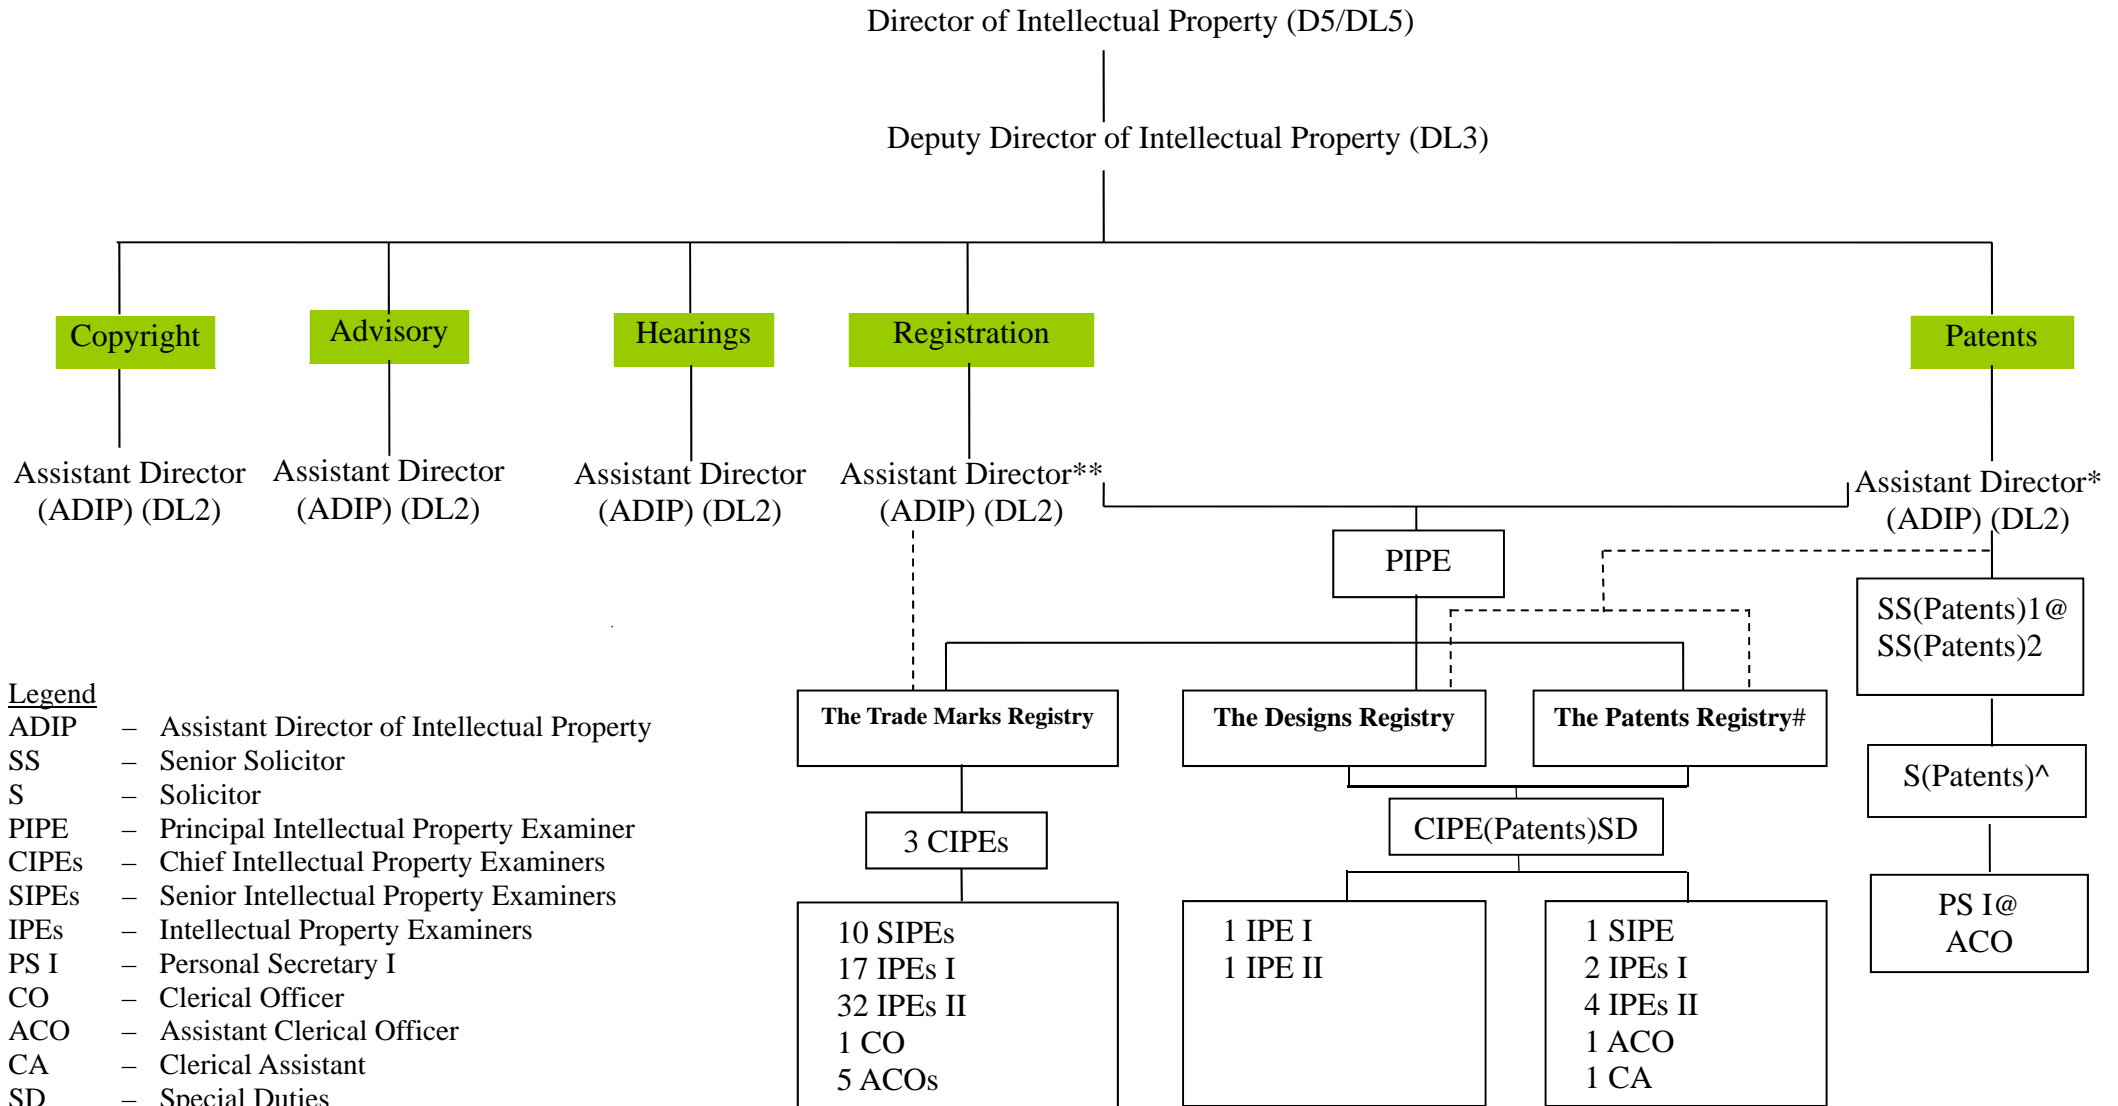 Director of Intellectual Property (D5/DL5)
Deputy Director of Intellectual Property (DL3)
Copyright
Advisory
Hearings
Registration
Patents
Assistant Director
(ADIP) (DL2)
Assistant Director
(ADIP) (DL2)
Assistant Director
(ADIP) (DL2)
Assistant Director**
(ADIP) (DL2)
Assistant Director*
(ADIP) (DL2)
PIPE
SS(Patents)1@
SS(Patents)2
The Trade Marks Registry
The Designs Registry
The Patents Registry#
S(Patents)^
3 CIPEs
CIPE(Patents)SD
PS I@
ACO
10 SIPEs
17 IPEs I
32 IPEs II
1 CO
5 ACOs
1 IPE I
1 IPE II
1 SIPE
2 IPEs I
4 IPEs II
1 ACO
1 CA
Legend
ADIP – Assistant Director of Intellectual Property
SS – Senior Solicitor
S – Solicitor
PIPE – Principal Intellectual Property Examiner
CIPEs – Chief Intellectual Property Examiners
SIPEs – Senior Intellectual Property Examiners
IPEs – Intellectual Property Examiners
PS I – Personal Secretary I
CO – Clerical Officer
ACO – Assistant Clerical Officer
CA – Clerical Assistant
SD – Special Duties